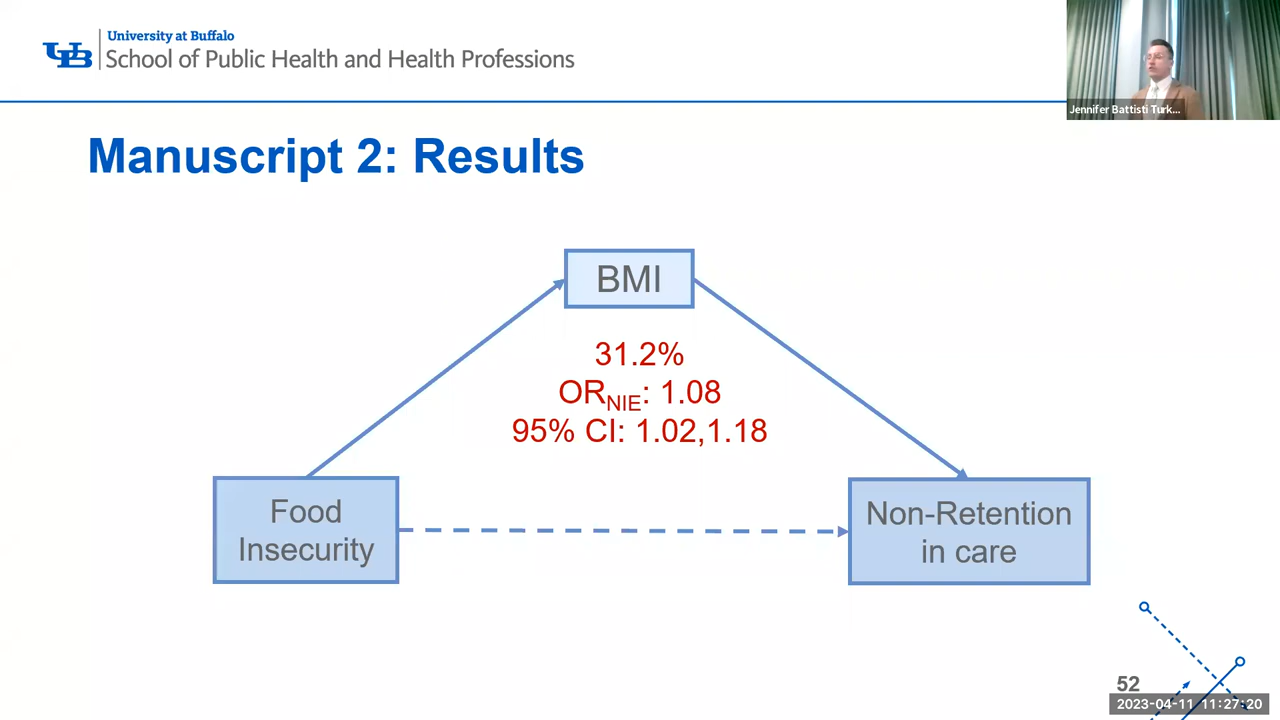 University at Buffalo
School of Public Health and Health Professions
Jennifer Battisti Turk...
Manuscript 2: Results
BMI
31.2%
ORNIE: 1.08
95% CI: 1.02,1.18
Food
Insecurity
Non-Retention
in care
52
2023-04-11 11:27:20